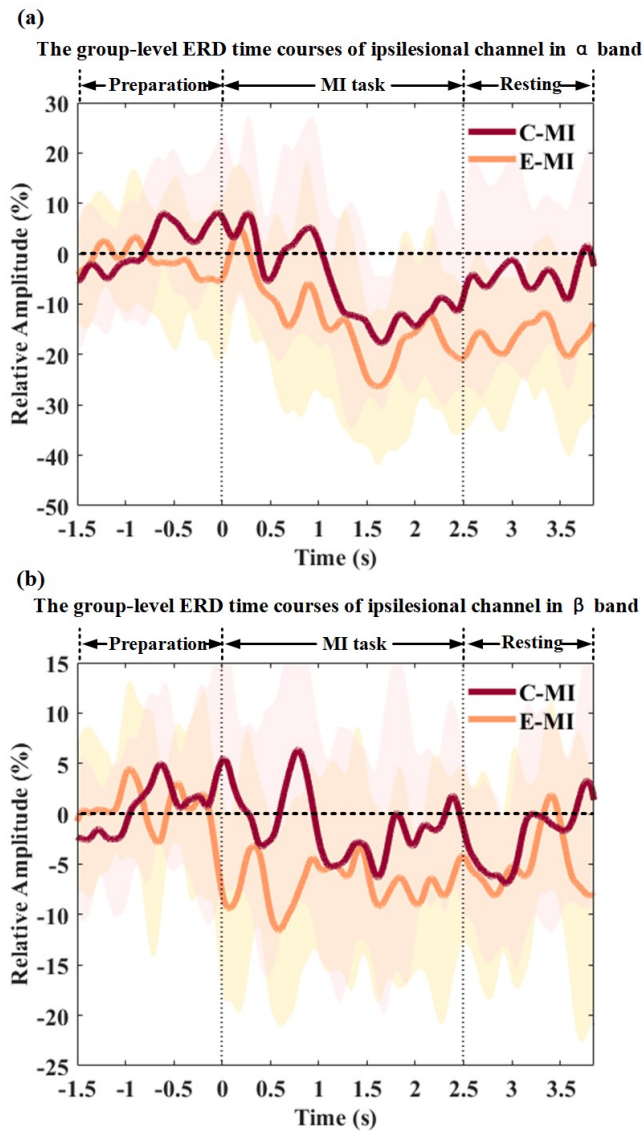 (a)
The group-level ERD time courses of ipsilesional channel in α band
Preparation MI task Resting
30
20
10
0
-10
-20
-30
-40
-50
Relative Amplitude (%)
C-MI
E-MI
-1.5 -1 -0.5 0 0.5 1 1.5 2 2.5 3 3.5
Time (s)
(b)
The group-level ERD time courses of ipsilesional channel in β band
Preparation MI task Resting
15
10
5
0
-5
-10
-15
-20
-25
Relative Amplitude (%)
C-MI
E-MI
-1.5 -1 -0.5 0 0.5 1 1.5 2 2.5 3 3.5
Time (s)